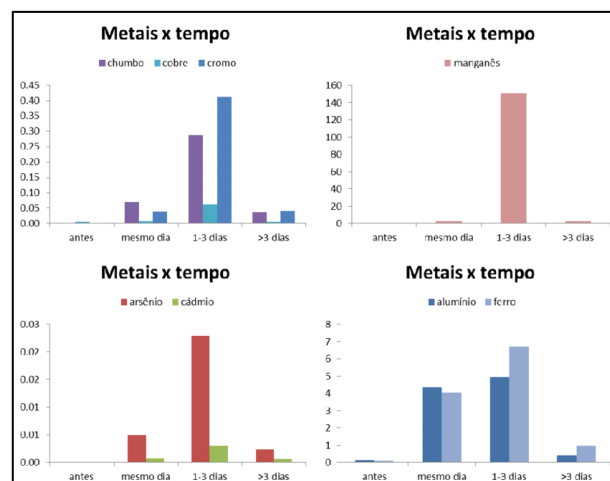 Metais x tempo
chumbo cobre cromo
0.45
0.40
0.35
0.30
0.25
0.20
0.15
0.10
0.05
0.00
antes mesmo dia 1-3 dias >3 dias
Metais x tempo
manganês
160
140
120
100
80
60
40
20
0
antes mesmo dia 1-3 dias >3 dias
Metais x tempo
arsênio cádmio
0.03
0.02
0.02
0.01
0.01
0.00
antes mesmo dia 1-3 dias >3 dias
Metais x tempo
alumínio ferro
8
7
6
5
4
3
2
1
0
antes mesmo dia 1-3 dias >3 dias